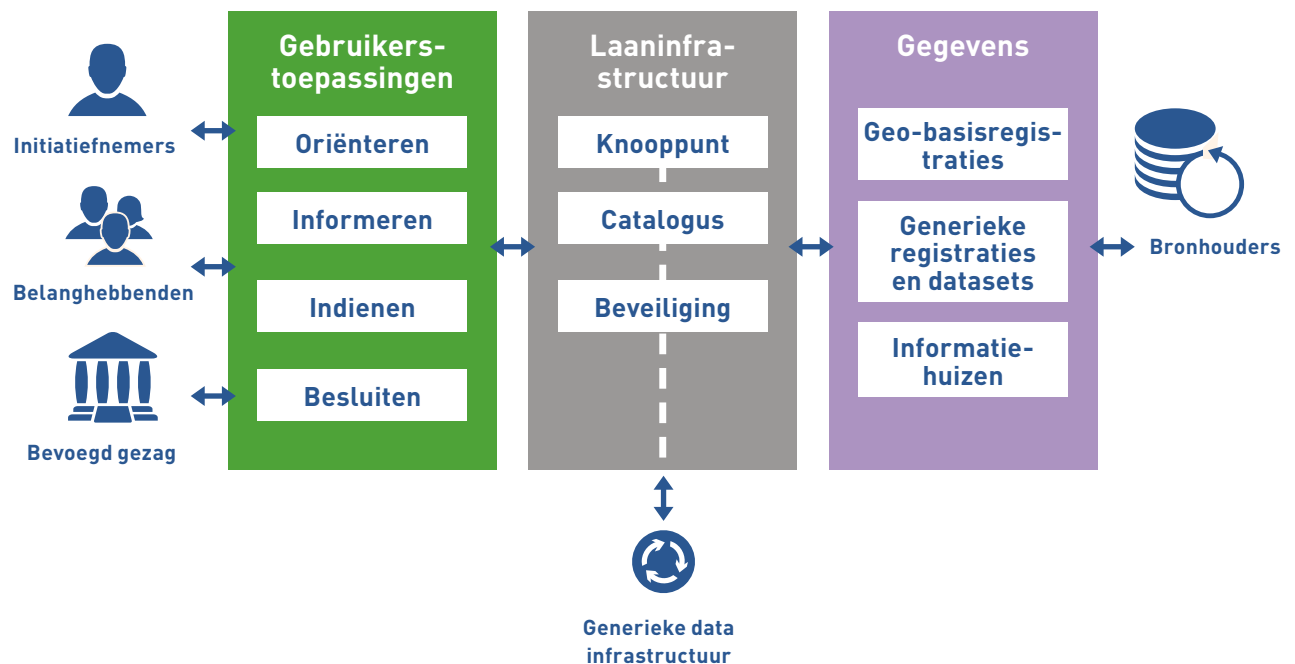 Initiatiefnemers
Belanghebbenden
Bevoegd gezag
Gebruikers-
toepassingen
Oriënteren
Informeren
Indienen
Besluiten
Laaninfra-
structuur
Knooppunt
Catalogus
Beveiliging
Gegevens
Geo-basisregis-
traties
Generieke
registraties
en datasets
Informatie-
huizen
Bronhouders
Generieke data
infrastructuur